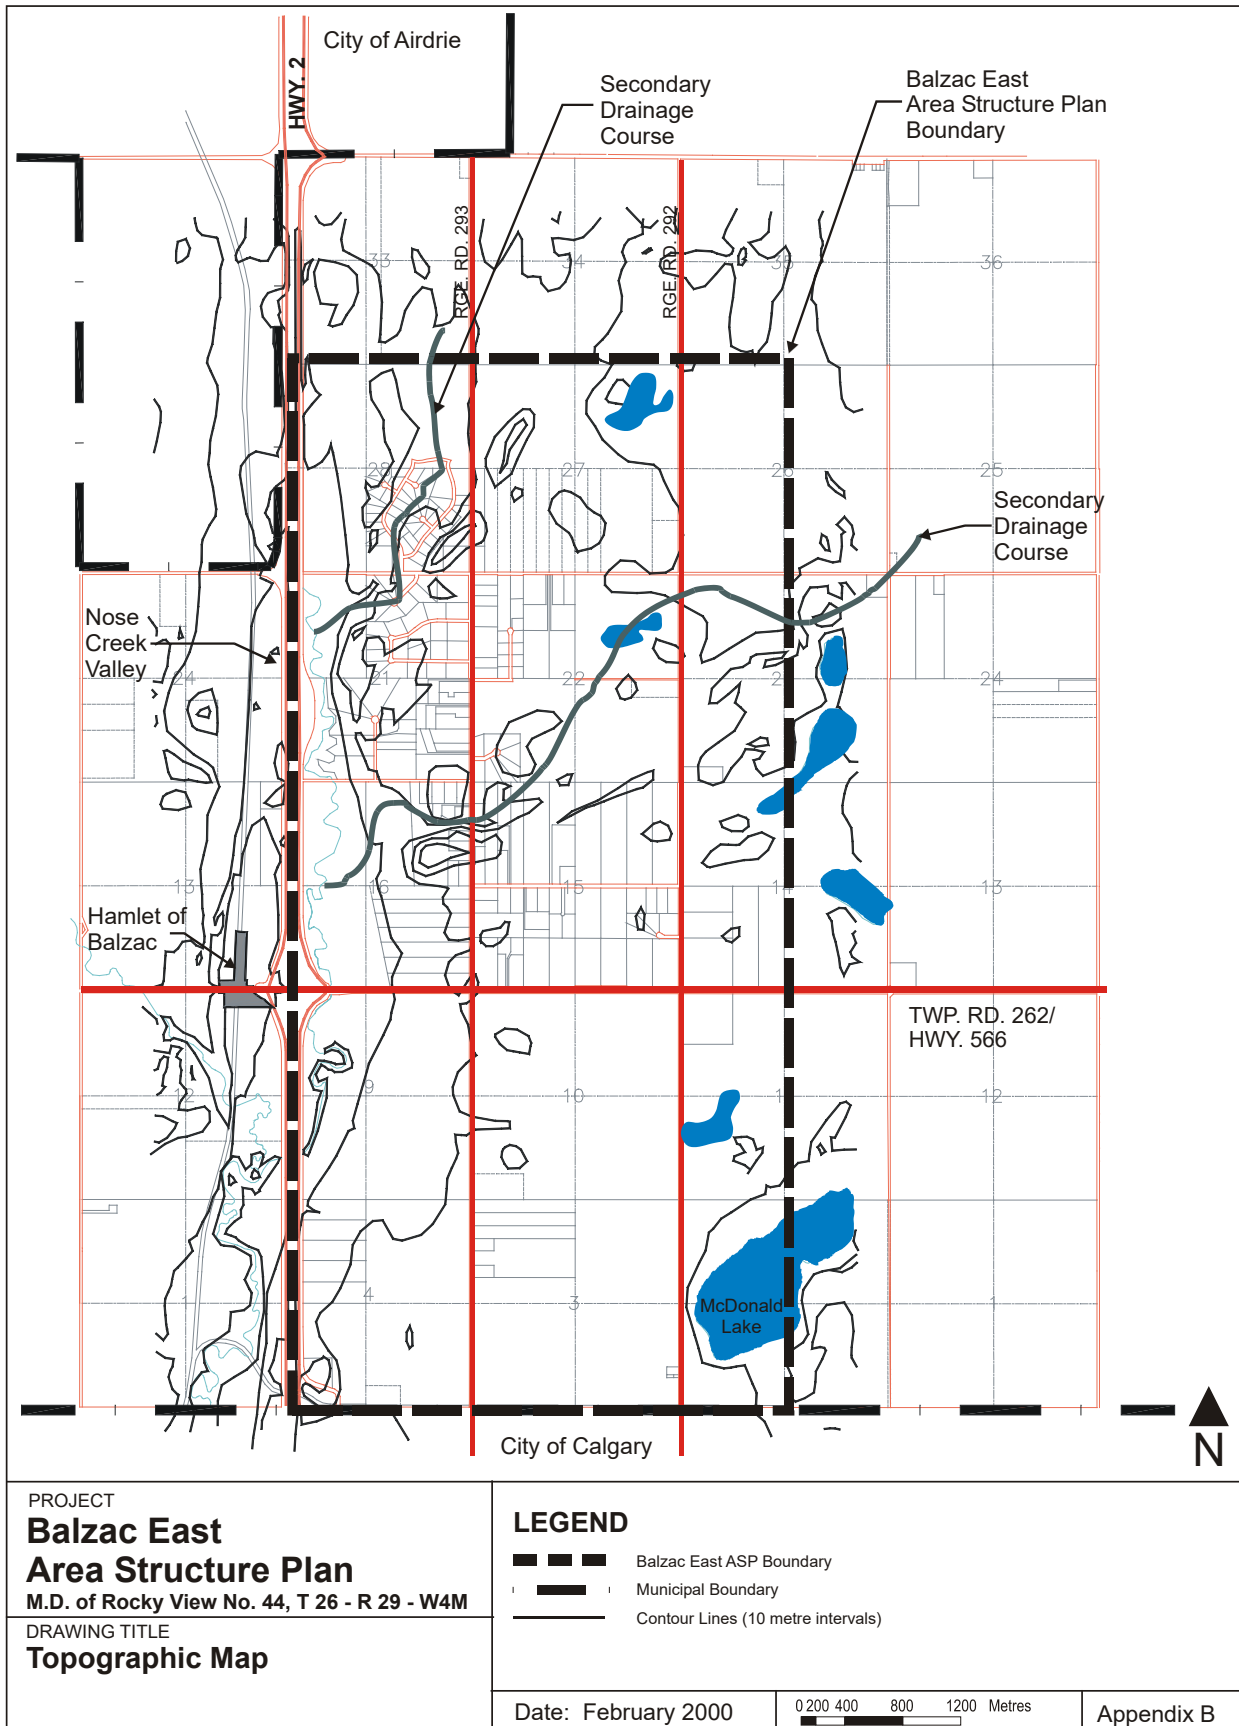 City of Airdrie
HWY. 2
Secondary
Drainage
Course
Balzac East
Area Structure Plan
Boundary
RGE. RD. 293
RGE. RD. 292
33
34
35
36
28
27
26
25
Secondary
Drainage
Course
Nose
Creek
Valley
24
21
22
24
13
16
15
14
13
Hamlet of
Balzac
TWP. RD. 262/
HWY. 566
12
9
10
12
1
4
3
1
McDonald
Lake
City of Calgary
N
PROJECT
Balzac East
Area Structure Plan
M.D. of Rocky View No. 44, T 26 - R 29 - W4M
DRAWING TITLE
Topographic Map
LEGEND
Balzac East ASP Boundary
Municipal Boundary
Contour Lines (10 metre intervals)
Date: February 2000
0 200 400 800 1200 Metres
Appendix B